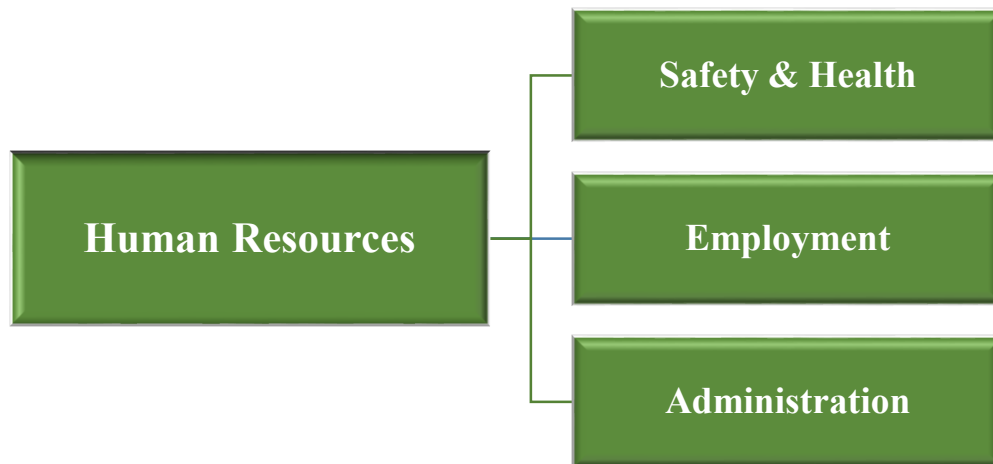 Safety & Health
Human Resources
Employment
Administration